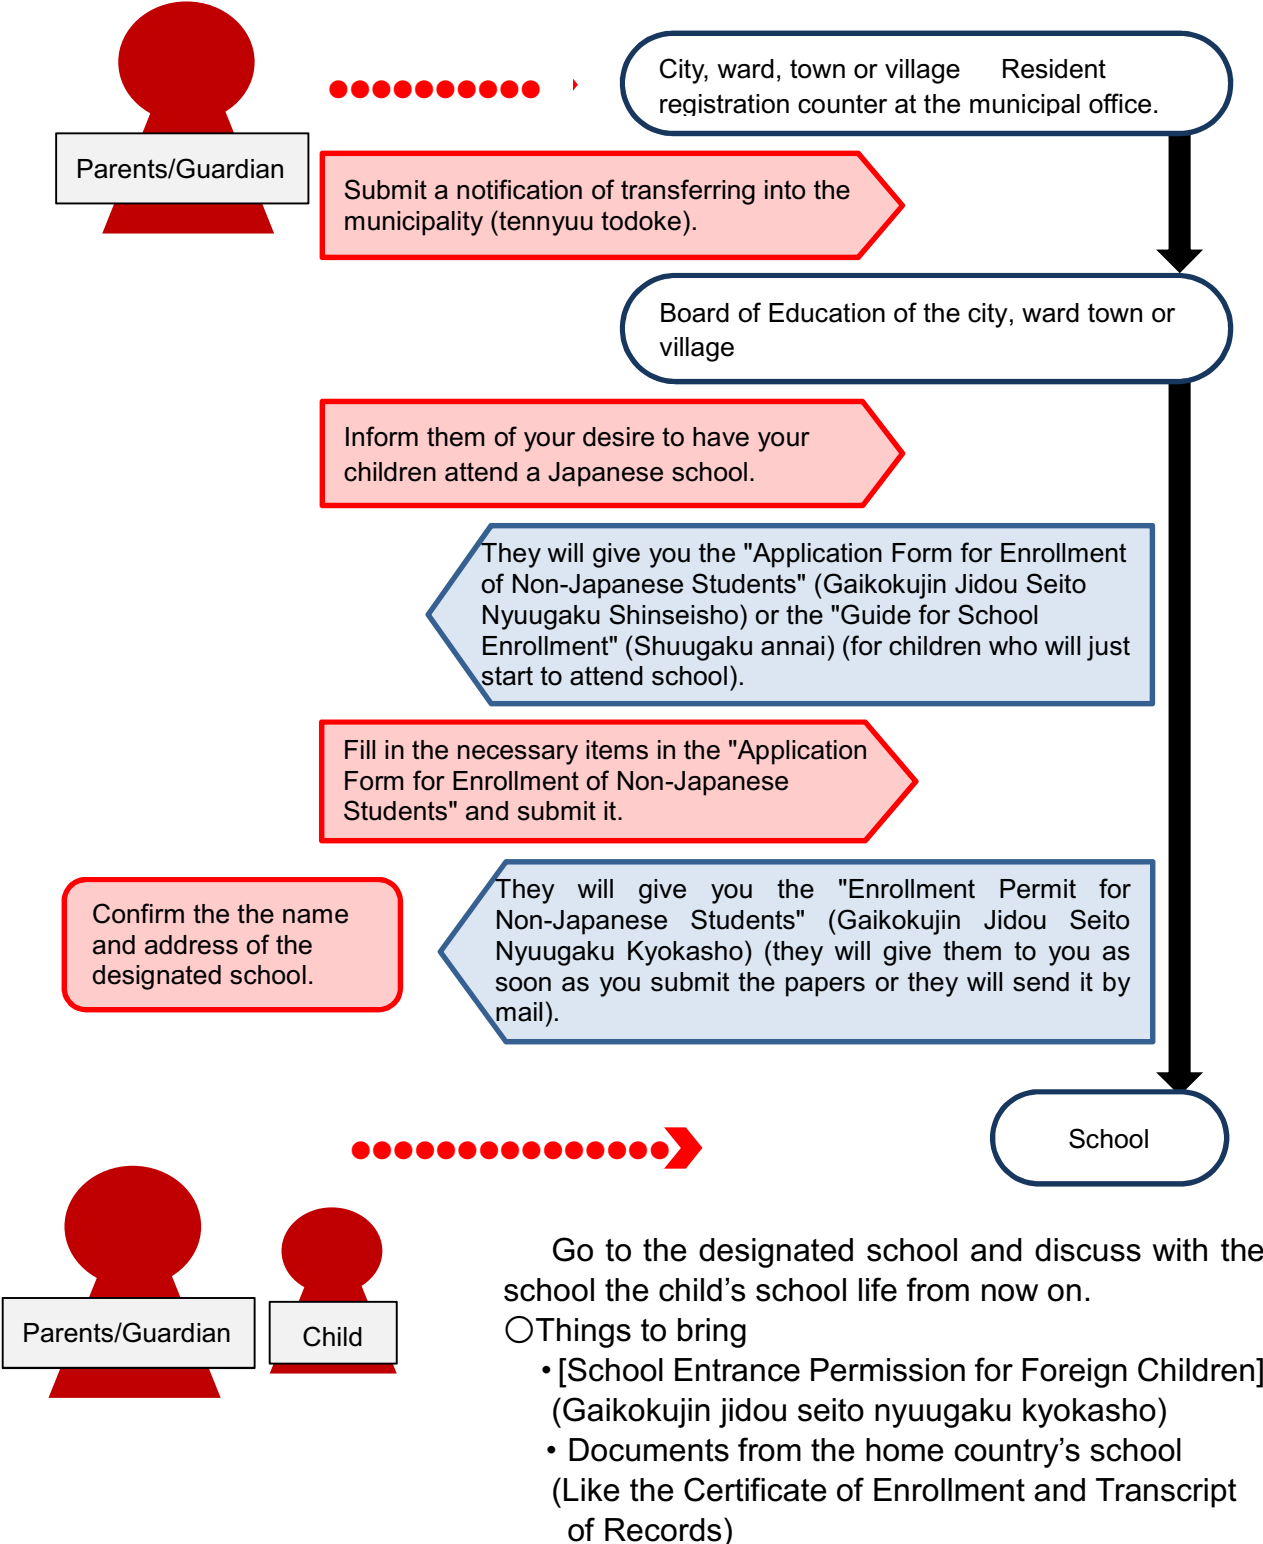 City, ward, town or village Resident
registration counter at the municipal office.
Parents/Guardian
Submit a notification of transferring into the
municipality (tennyuu todoke).
Board of Education of the city, ward town or
village
Inform them of your desire to have your
children attend a Japanese school.
They will give you the "Application Form for Enrollment
of Non-Japanese Students" (Gaikokujin Jidou Seito
Nyuugaku Shinseisho) or the "Guide for School
Enrollment" (Shuugaku annai) (for children who will just
start to attend school).
Fill in the necessary items in the "Application
Form for Enrollment of Non-Japanese
Students" and submit it.
They will give you the "Enrollment Permit for
Non-Japanese Students" (Gaikokujin Jidou Seito
Nyuugaku Kyokasho) (they will give them to you as
soon as you submit the papers or they will send it by
mail).
Confirm the the name
and address of the
designated school.
School
Parents/Guardian
Child
Go to the designated school and discuss with the
school the child's school life from now on.
○Things to bring
・[School Entrance Permission for Foreign Children]
(Gaikokujin jidou seito nyuugaku kyokasho)
・Documents from the home country's school
(Like the Certificate of Enrollment and Transcript
of Records)